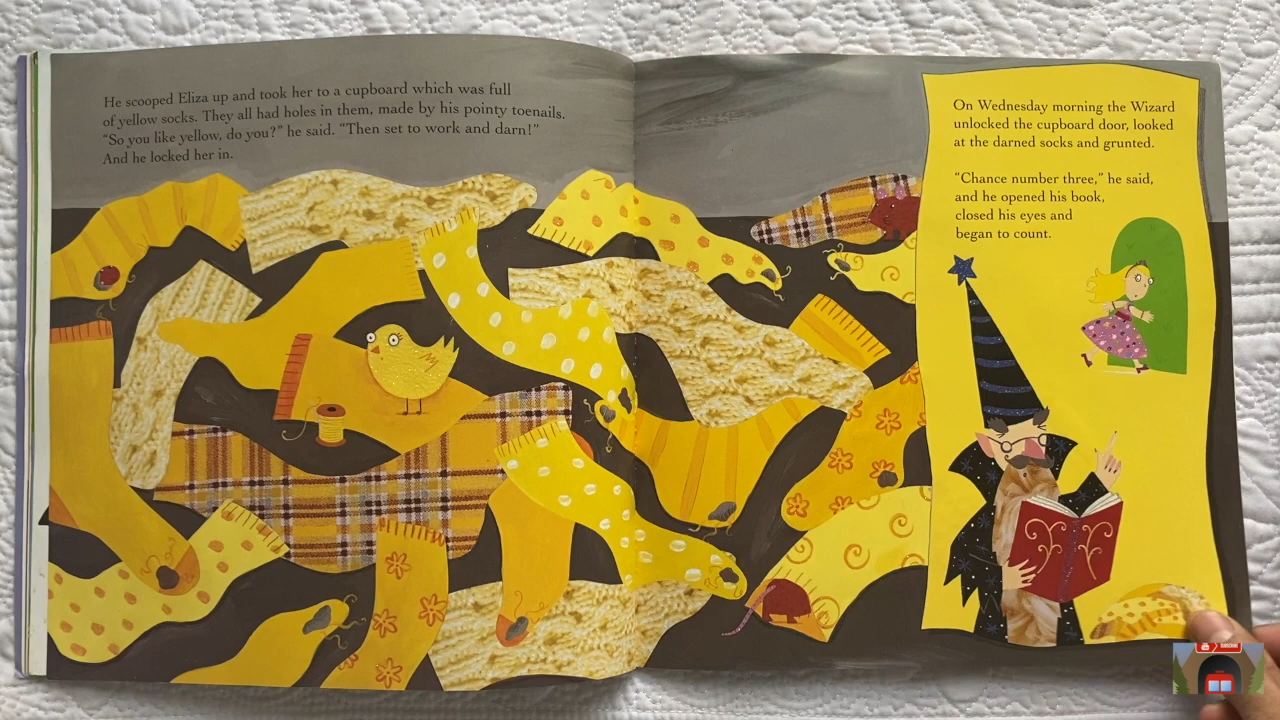 He scooped Eliza up and took her to a cupboard which was full
of yellow socks. They all had holes in them, made by his pointy toenails.
“So you like yellow, do you?” he said. “Then set to work and darn!”
And he locked her in.
On Wednesday morning the Wizard
unlocked the cupboard door, looked
at the darned socks and grunted.
“Chance number three,” he said,
and he opened his book,
closed his eyes and
began to count.